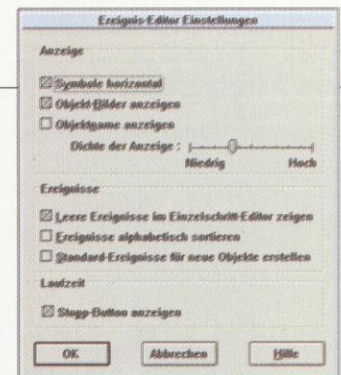 Ereignis-Editor Einstellungen
Anzeige
Symbole horizontal
Objekt-Bilder anzeigen
Objektname anzeigen
Dichte der Anzeige :
Niedrig Hoch
Ereignisse
Leere Ereignisse im Einzelschritt-Editor zeigen
Ereignisse alphabetisch sortieren
Standard-Ereignisse für neue Objekte erstellen
Laufzeit
Stopp-Button anzeigen
OK Abbrechen Hilfe